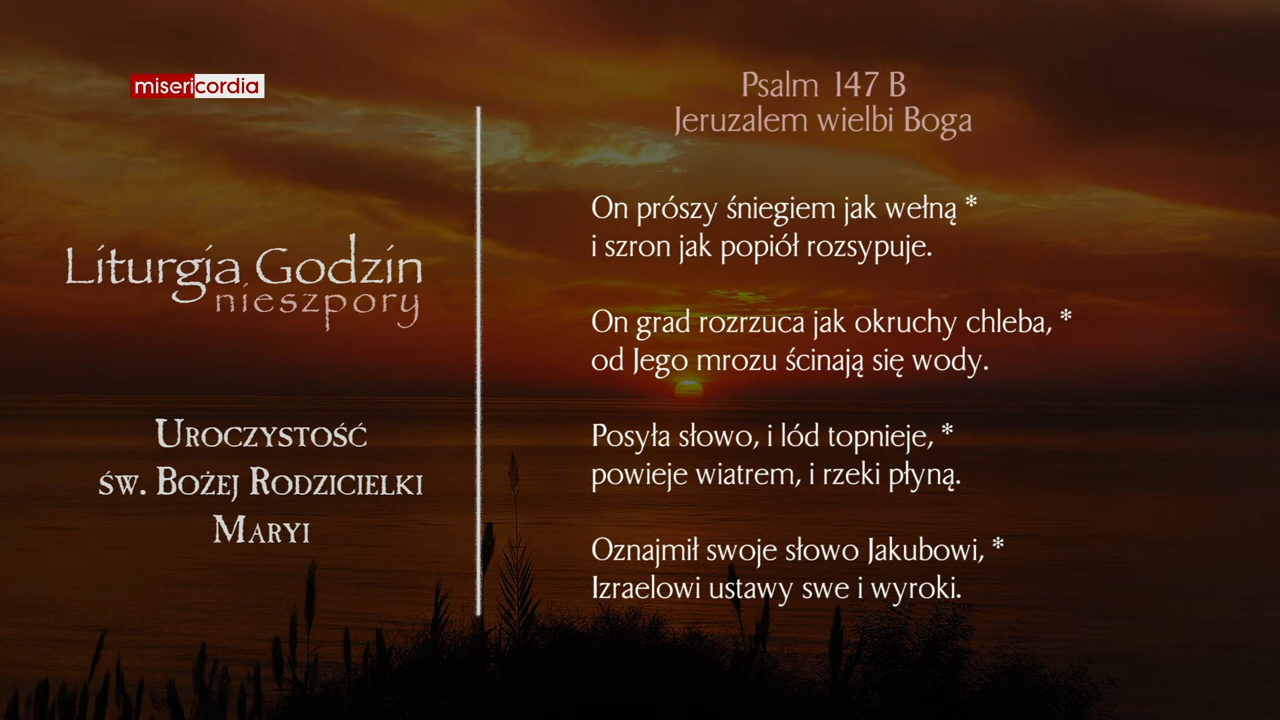 misericordia
Liturgia Godzin
nieszpory
Uroczystość
św. Bożej Rodzicielki
Maryi
Psalm 147 B
Jeruzalem wielbi Boga
On prószy śniegiem jak wełną *
i szron jak popiół rozsypuje.
On grad rozrzuca jak okruchy chleba, *
od Jego mrozu ścinają się wody.
Posyła słowo, i lód topnieje, *
powieje wiatrem, i rzeki płyną.
Oznajmił swoje słowo Jakubowi, *
Izraelowi ustawy swe i wyroki.